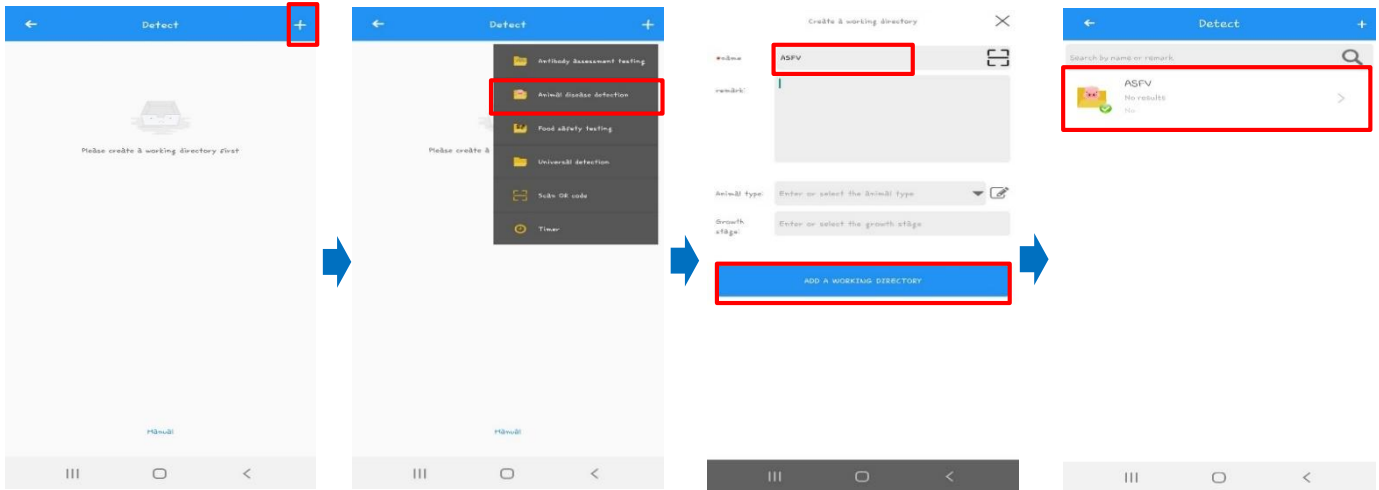 Detect
Please create a working directory first
Manual
Detect
Antibody Assessment testing
Animal disease detection
Food safety testing
Please create a
Universal detection
Scan QR code
Timer
Manual
Create a working directory
*name
ASFV
remark:
Animal type:
Enter or select the animal type
Growth
stage:
Enter or select the growth stage
ADD A WORKING DIRECTORY
Detect
Search by name or remark
ASFV
No results
No